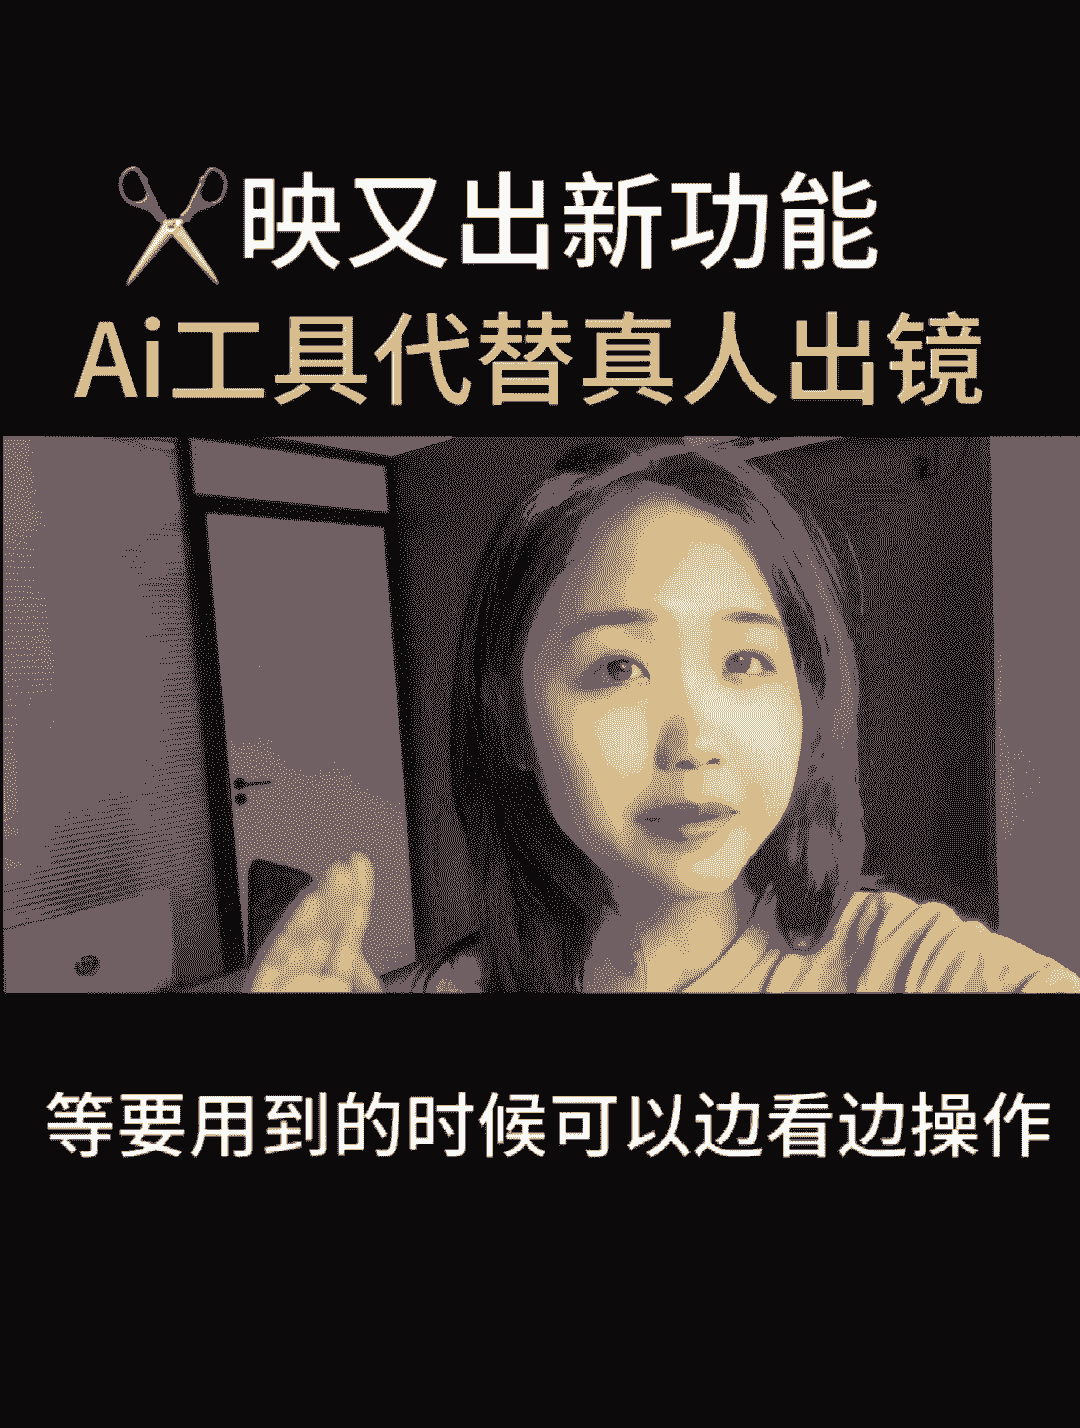 映又出新功能
Ai工具代替真人出镜
等要用到的时候可以边看边操作